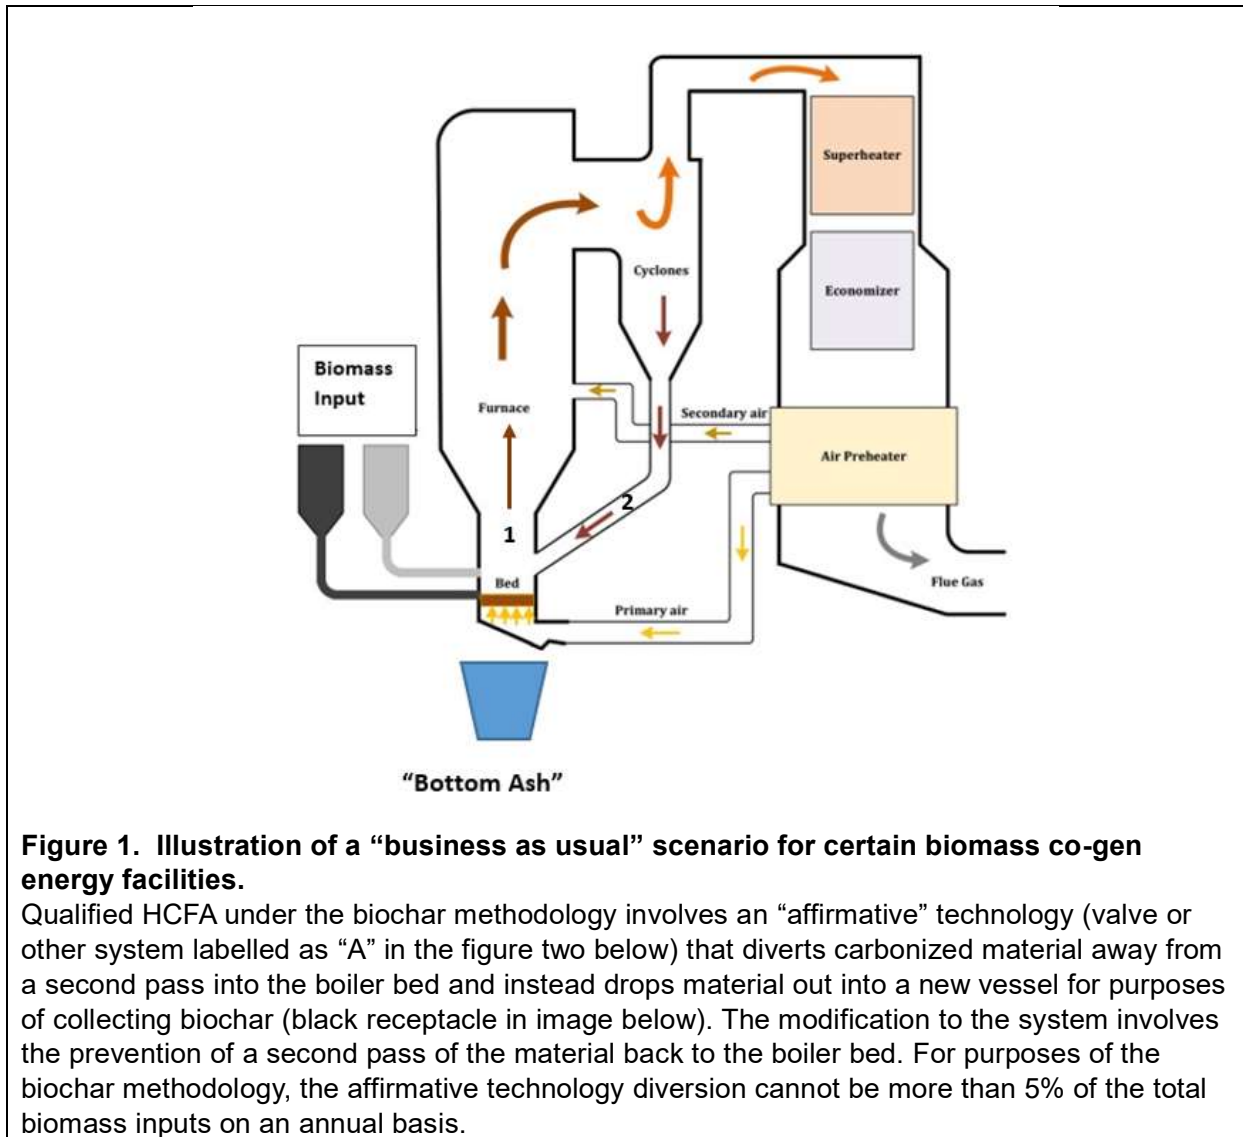 Superheater
Economizer
Cyclones
Biomass
Input
Furnace
Secondary air
Air Preheater
2
1
Bed
Flue Gas
Primary air
“Bottom Ash”
Figure 1.  Illustration of a “business as usual” scenario for certain biomass co-gen
energy facilities.
Qualified HCFA under the biochar methodology involves an “affirmative” technology (valve or
other system labelled as “A” in the figure two below) that diverts carbonized material away from
a second pass into the boiler bed and instead drops material out into a new vessel for purposes
of collecting biochar (black receptacle in image below). The modification to the system involves
the prevention of a second pass of the material back to the boiler bed. For purposes of the
biochar methodology, the affirmative technology diversion cannot be more than 5% of the total
biomass inputs on an annual basis.